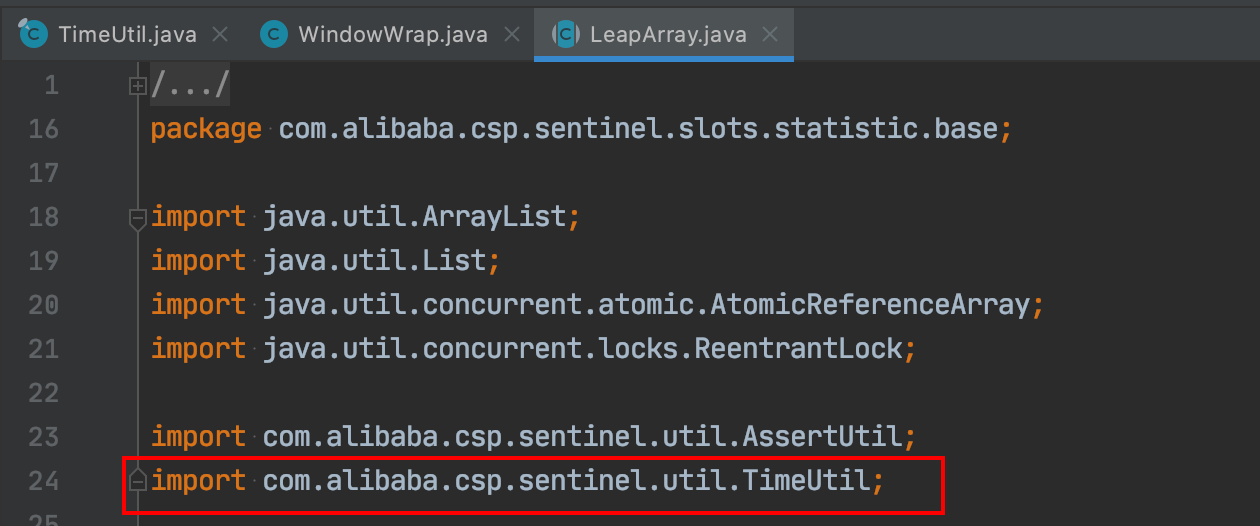 TimeUtil.java WindowWrap.java LeapArray.java
1 /.../
16 package com.alibaba.csp.sentinel.slots.statistic.base;
17
18 import java.util.ArrayList;
19 import java.util.List;
20 import java.util.concurrent.atomic.AtomicReferenceArray;
21 import java.util.concurrent.locks.ReentrantLock;
22
23 import com.alibaba.csp.sentinel.util.AssertUtil;
24 import com.alibaba.csp.sentinel.util.TimeUtil;
25